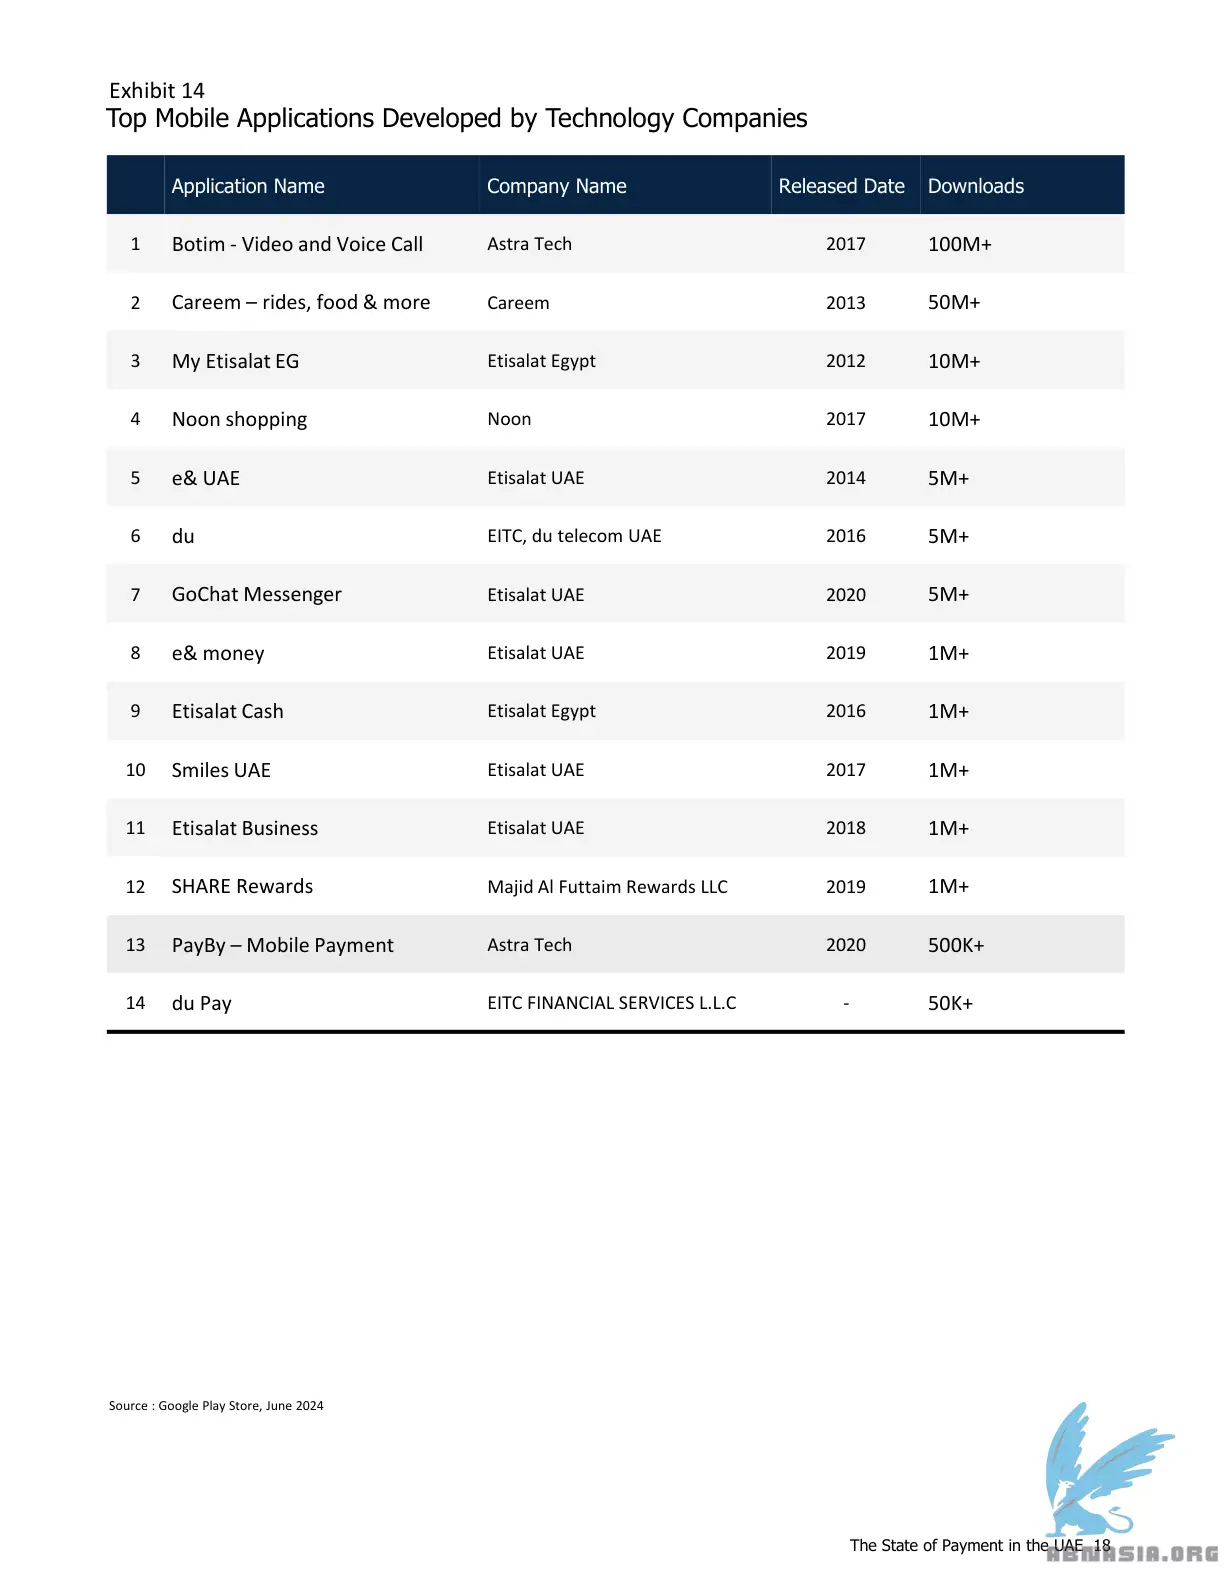 Exhibit 14
Top Mobile Applications Developed by Technology Companies
Application Name Company Name Released Date Downloads
1 Botim - Video and Voice Call Astra Tech 2017 100M+
2 Careem – rides, food & more Careem 2013 50M+
3 My Etisalat EG Etisalat Egypt 2012 10M+
4 Noon shopping Noon 2017 10M+
5 e& UAE Etisalat UAE 2014 5M+
6 du EITC, du telecom UAE 2016 5M+
7 GoChat Messenger Etisalat UAE 2020 5M+
8 e& money Etisalat UAE 2019 1M+
9 Etisalat Cash Etisalat Egypt 2016 1M+
10 Smiles UAE Etisalat UAE 2017 1M+
11 Etisalat Business Etisalat UAE 2018 1M+
12 SHARE Rewards Majid Al Futtaim Rewards LLC 2019 1M+
13 PayBy – Mobile Payment Astra Tech 2020 500K+
14 du Pay EITC FINANCIAL SERVICES L.L.C - 50K+
Source : Google Play Store, June 2024
The State of Payment in the UAE 18
ABNASIA.ORG